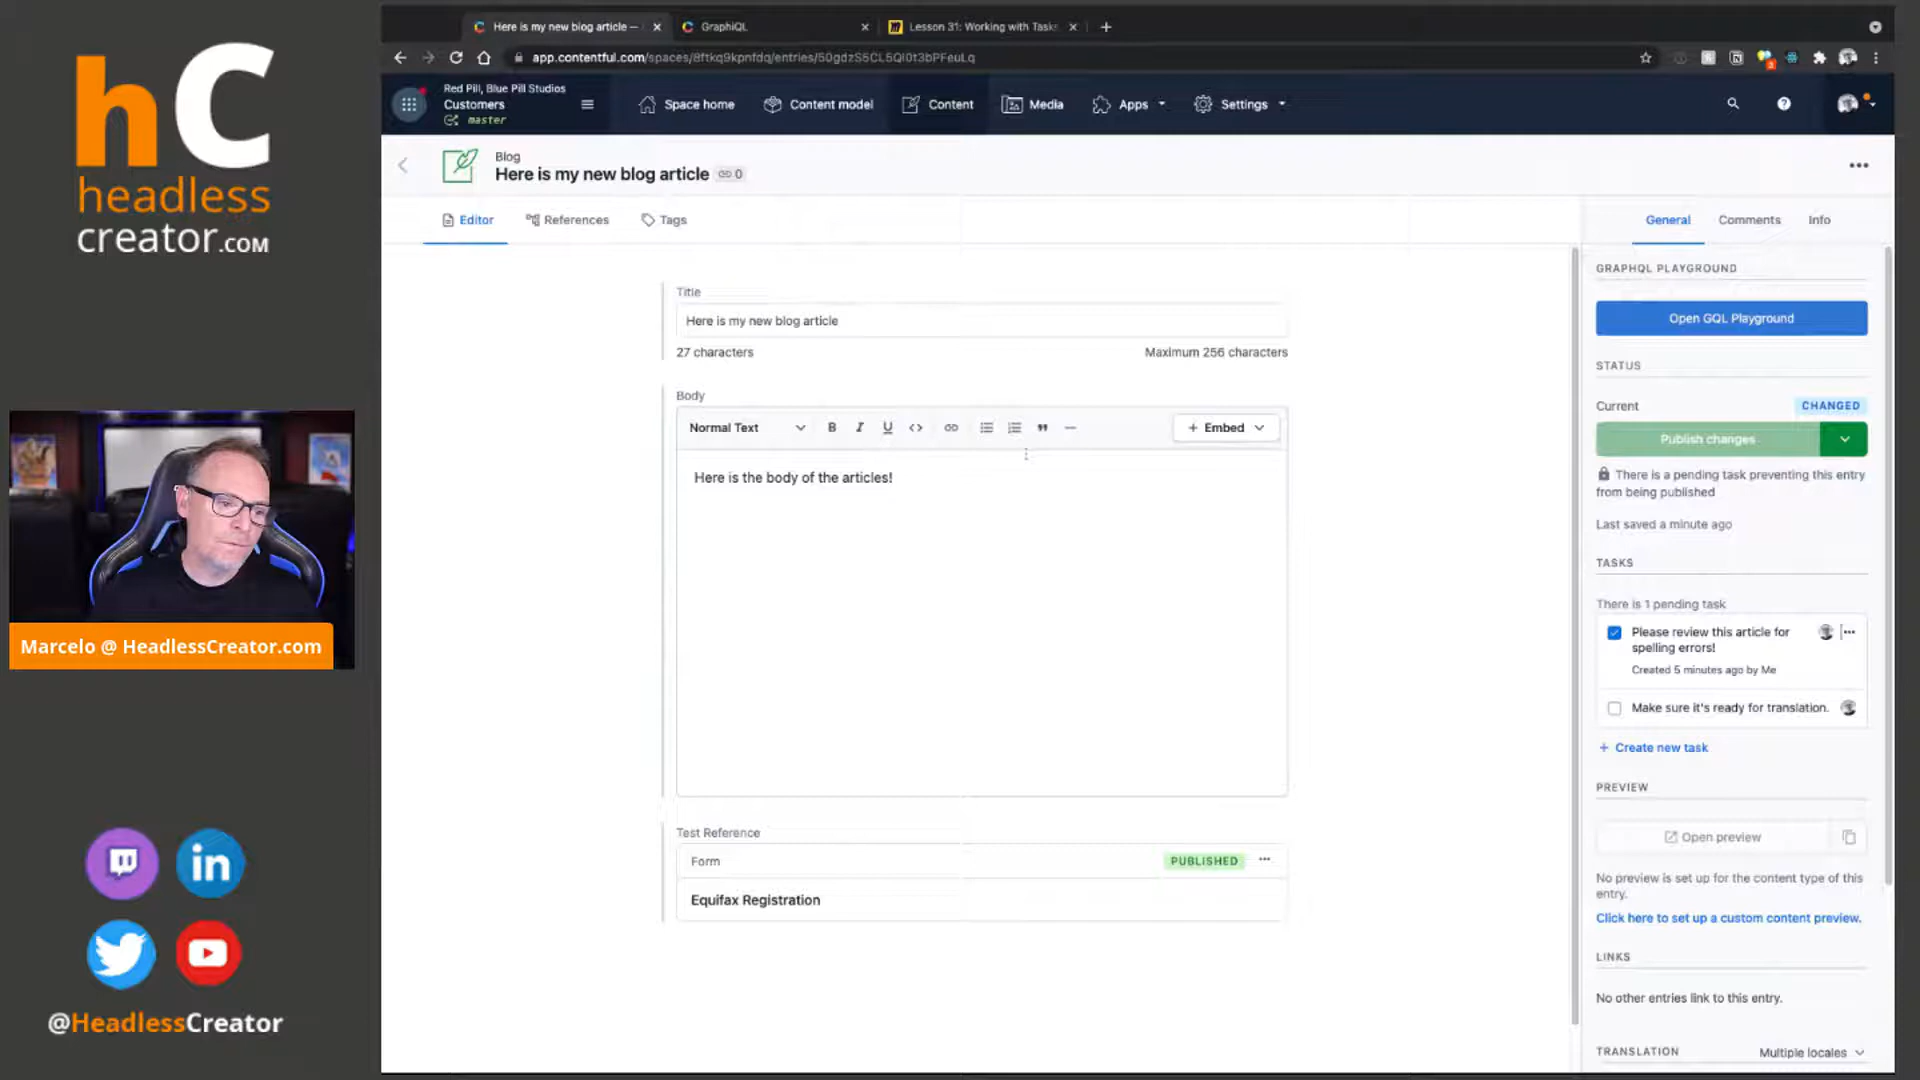 hC
headless
creator.com
Marcelo @ HeadlessCreator.com
@HeadlessCreator
Here is my new blog article —
GraphiQL
Lesson 31: Working with Tasks
app.contentful.com/spaces/8ftkq9kpnfdq/entries/50gdzS5CL5QI0t3bPFeuLq
Red Pill, Blue Pill Studios
Customers
master
Space home
Content model
Content
Media
Apps
Settings
Blog
Here is my new blog article
0
Editor
References
Tags
General
Comments
Info
Title
Here is my new blog article
27 characters
Maximum 256 characters
Body
Normal Text
B I U
+ Embed
Here is the body of the articles!
Test Reference
Form
PUBLISHED
Equifax Registration
GRAPHQL PLAYGROUND
Open GQL Playground
STATUS
Current
CHANGED
Publish changes
There is a pending task preventing this entry
from being published
Last saved a minute ago
TASKS
There is 1 pending task
Please review this article for
spelling errors!
Created 5 minutes ago by Me
Make sure it's ready for translation.
+ Create new task
PREVIEW
Open preview
No preview is set up for the content type of this
entry.
Click here to set up a custom content preview.
LINKS
No other entries link to this entry.
TRANSLATION
Multiple locales